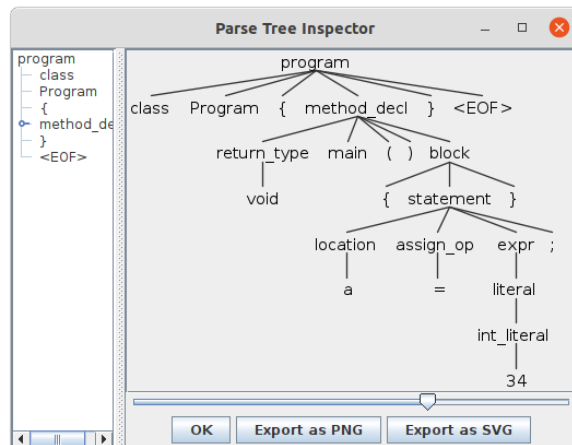 Parse Tree Inspector
program
class
Program
{
method_de
}
<EOF>
program
class Program { method_decl } <EOF>
return_type main ( ) block
void { statement }
location assign_op expr ;
a = literal
int_literal
34
OK Export as PNG Export as SVG